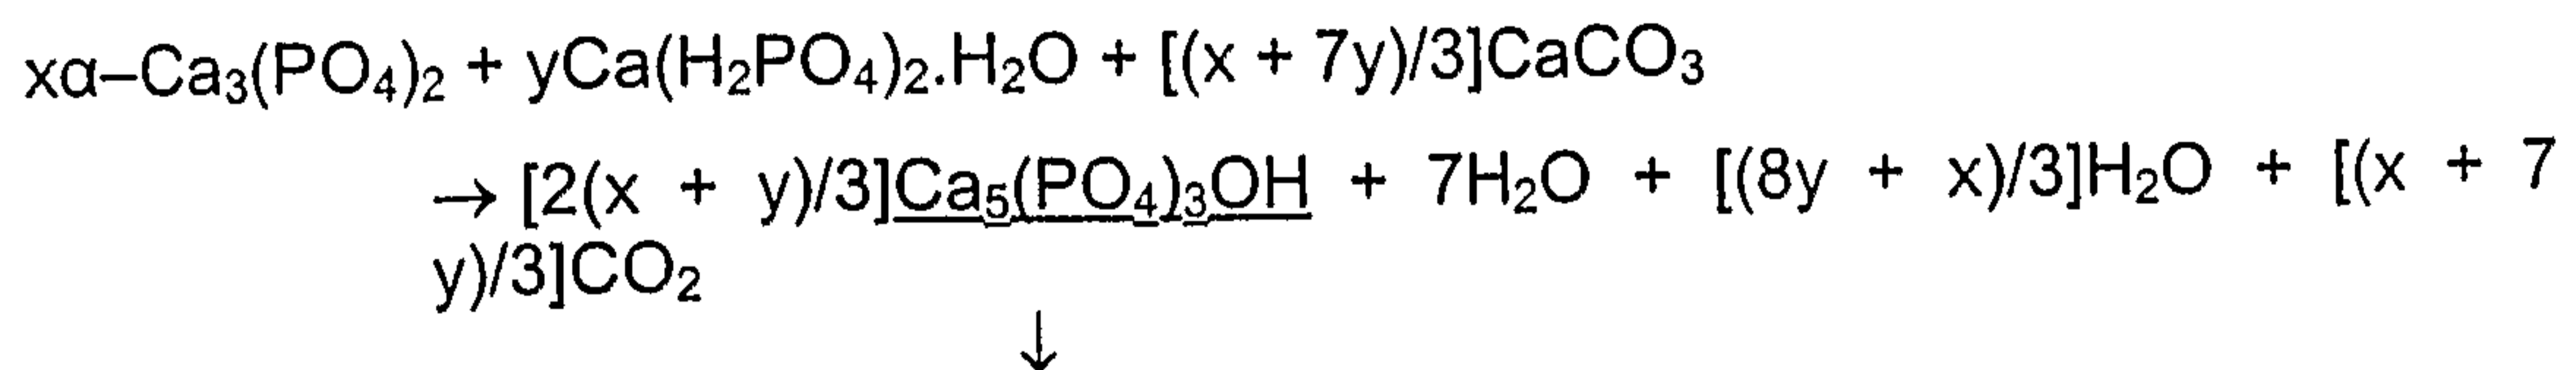 xα–Ca₃(PO₄)₂ + yCa(H₂PO₄)₂.H₂O + [(x + 7y)/3]CaCO₃
→ [2(x + y)/3]Ca₅(PO₄)₃OH + 7H₂O + [(8y + x)/3]H₂O + [(x + 7
y)/3]CO₂
↓